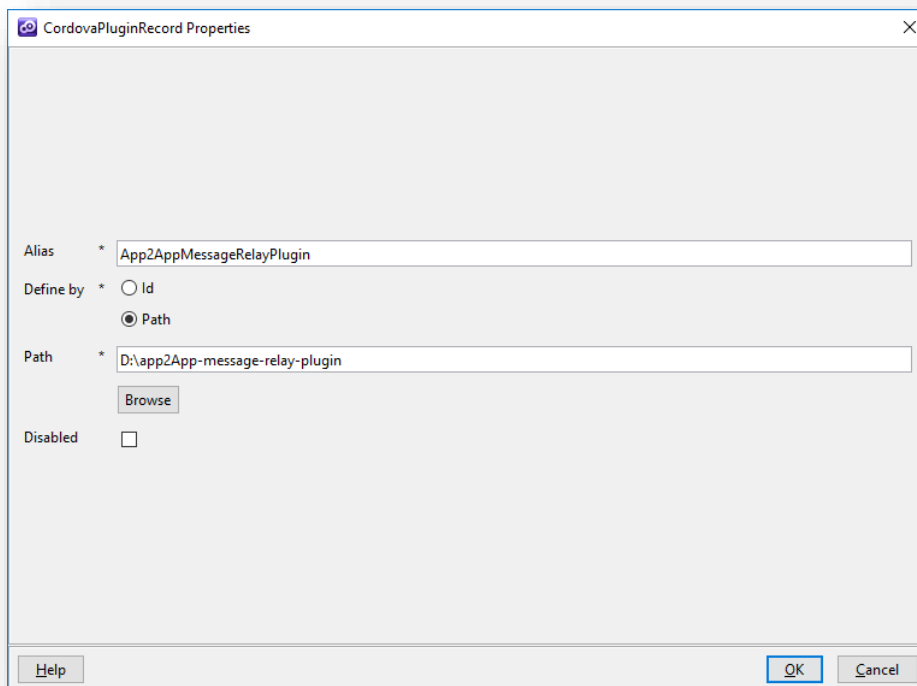 CordovaPluginRecord Properties
Alias * App2AppMessageRelayPlugin
Define by * Id
Path
Path * D:\app2App-message-relay-plugin
Browse
Disabled
Help OK Cancel